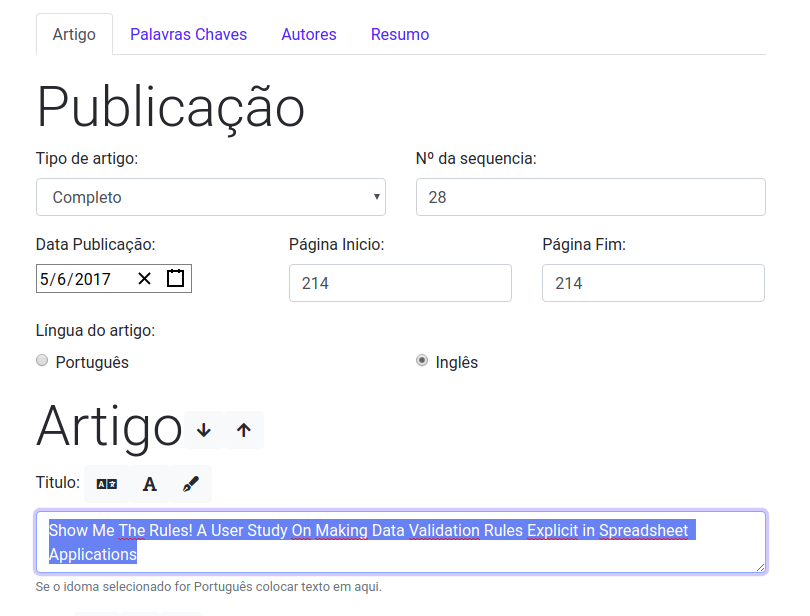 Artigo Palavras Chaves Autores Resumo
Publicação
Tipo de artigo: Nº da sequencia:
Completo 28
Data Publicação: Página Inicio: Página Fim:
5/6/2017 214 214
Língua do artigo:
Português Inglês
Artigo
Titulo: A
Show Me The Rules! A User Study On Making Data Validation Rules Explicit in Spreadsheet
Applications
Se o idoma selecionado for Português colocar texto em aqui.